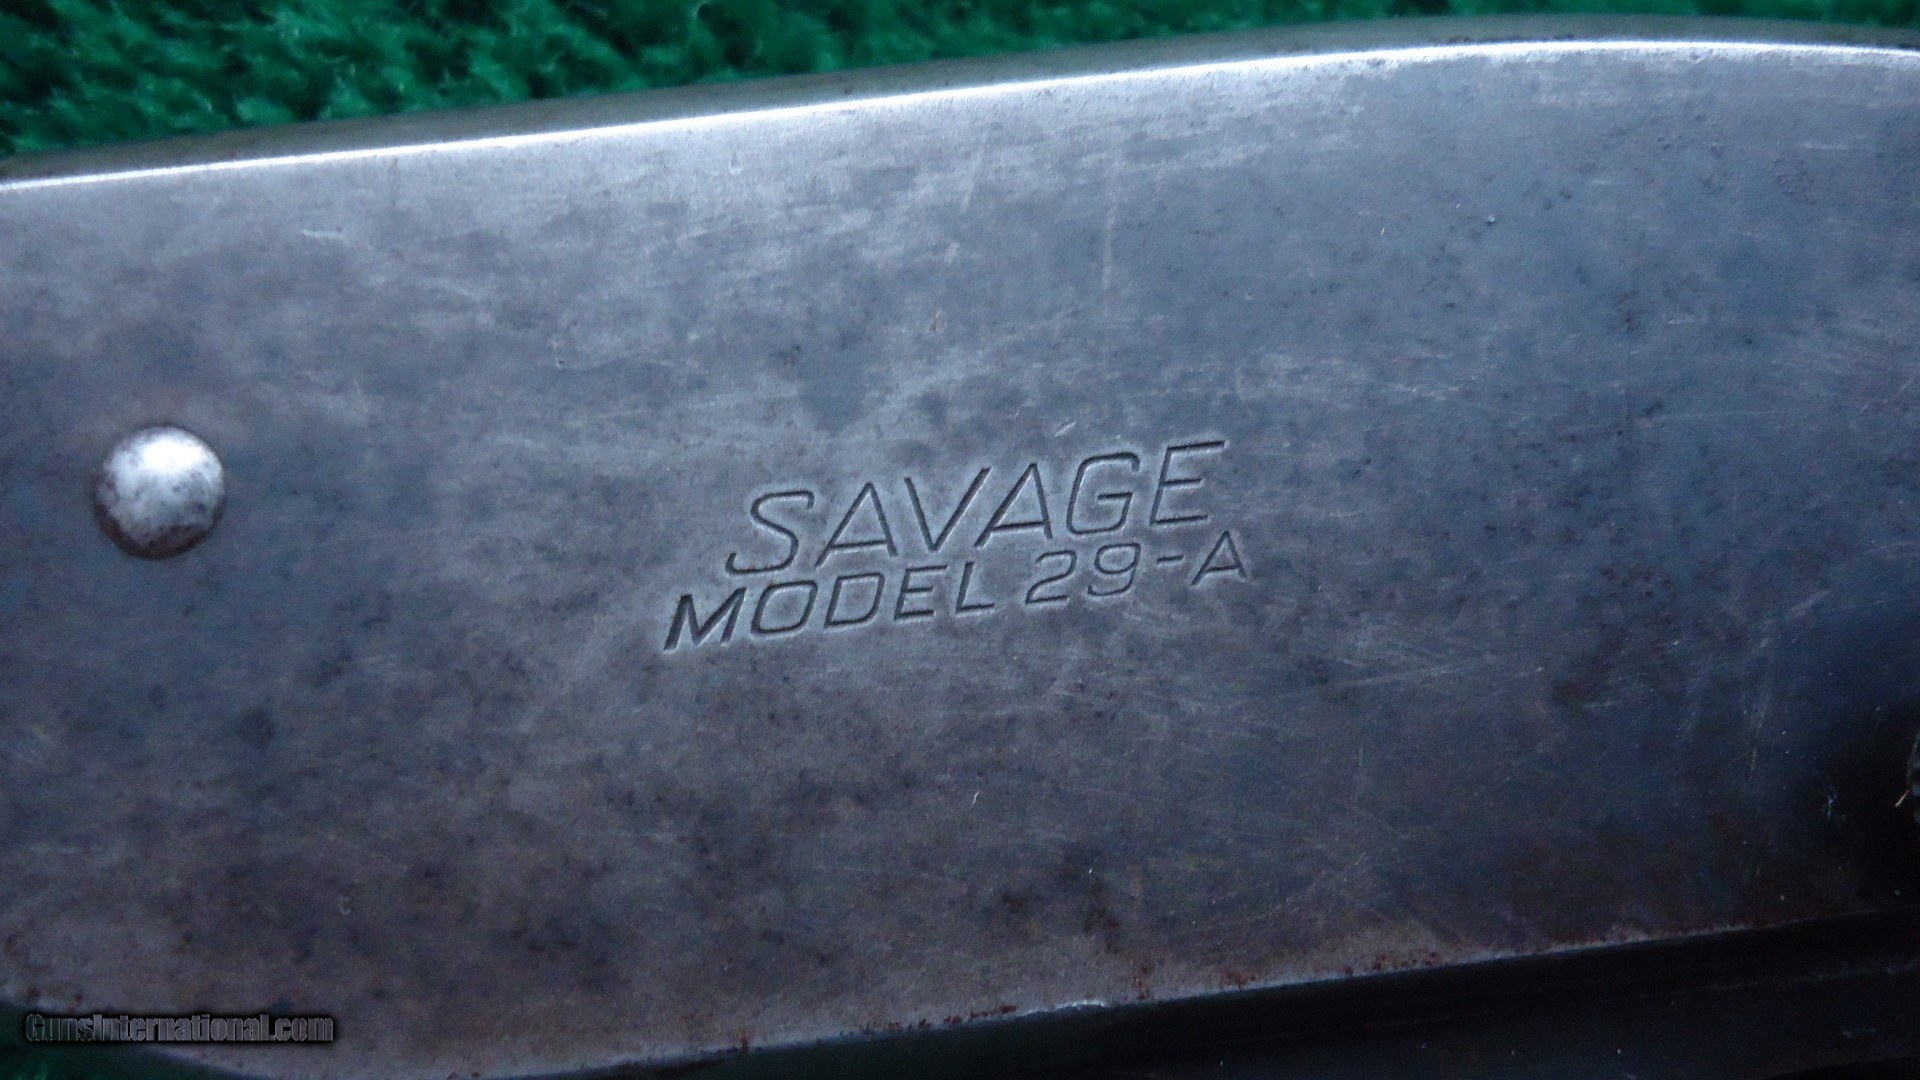 SAVAGE
MODEL 29-A
GunsInternational.com